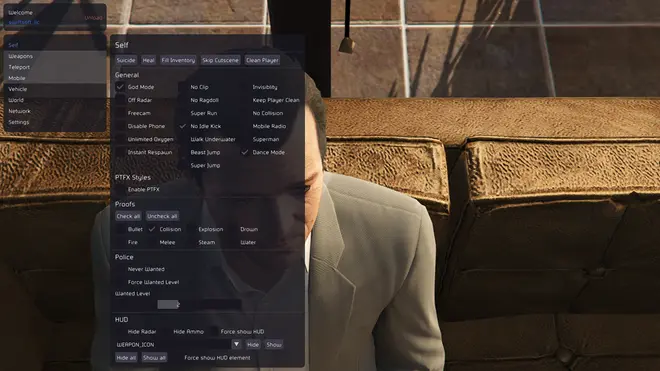 Welcome
Unload
Self
Weapons
Teleport
Mobile
Vehicle
World
Network
Settings
Self
Suicide Heal Fill Inventory Skip Cutscene Clean Player
General
God Mode No Clip Invisiblity
Off Radar No Ragdoll Keep Player Clean
Freecam Super Run No Collision
Disable Phone No Idle Kick Mobile Radio
Unlimited Oxygen Walk Underwater Superman
Instant Respawn Beast Jump Dance Mode
Super Jump
PTFX Styles
Enable PTFX
Proofs
Check all Uncheck all
Bullet Collision Explosion Drown
Fire Melee Steam Water
Police
Never Wanted
Force Wanted Level
Wanted Level
HUD
Hide Radar Hide Ammo Force show HUD
WEAPON_ICON Hide Show
Hide all Show all Force show HUD element